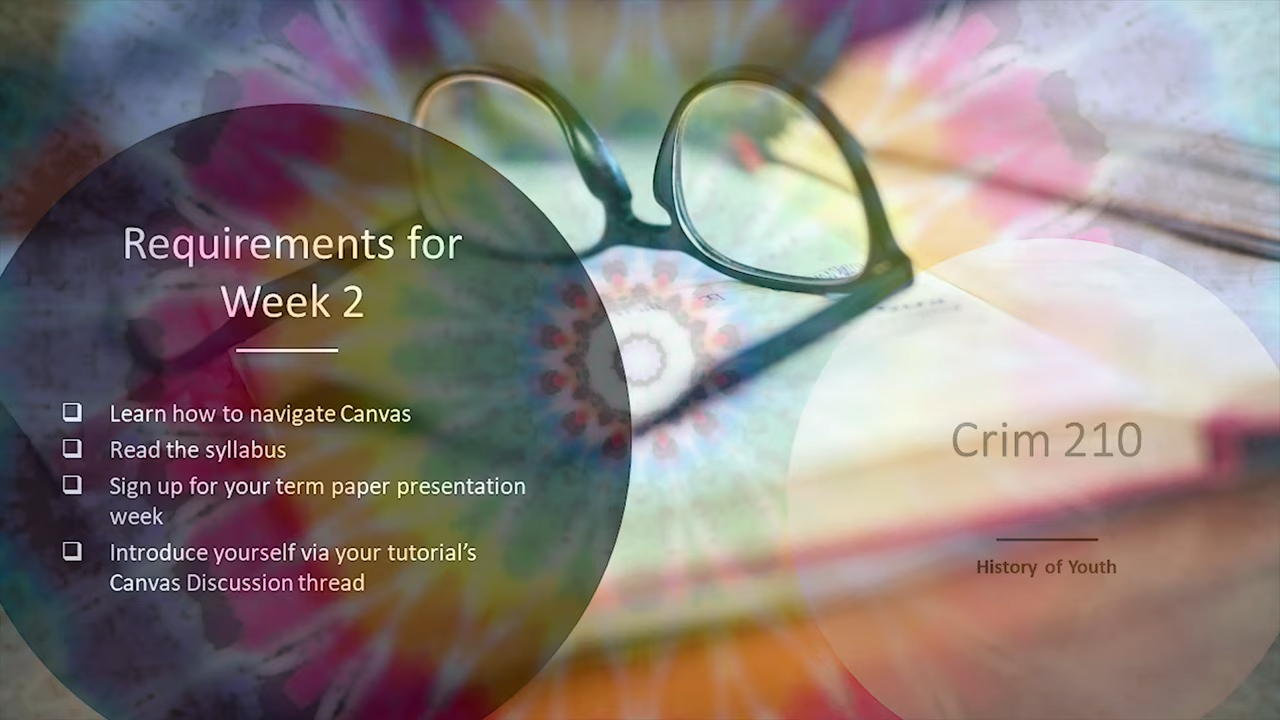 Requirements for
Week 2
❑ Learn how to navigate Canvas
❑ Read the syllabus
❑ Sign up for your term paper presentation
week
❑ Introduce yourself via your tutorial's
Canvas Discussion thread
Crim 210
History of Youth